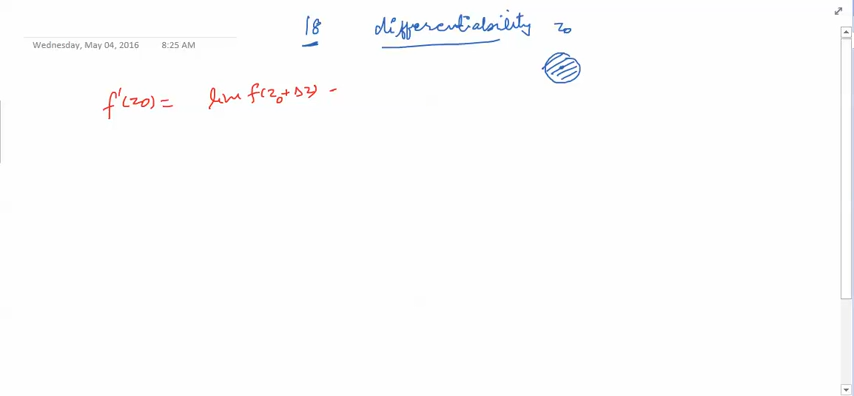 18 differentiability z₀
Wednesday, May 04, 2016 8:25 AM
f'(z0) = lim f(z₀+Δz) -